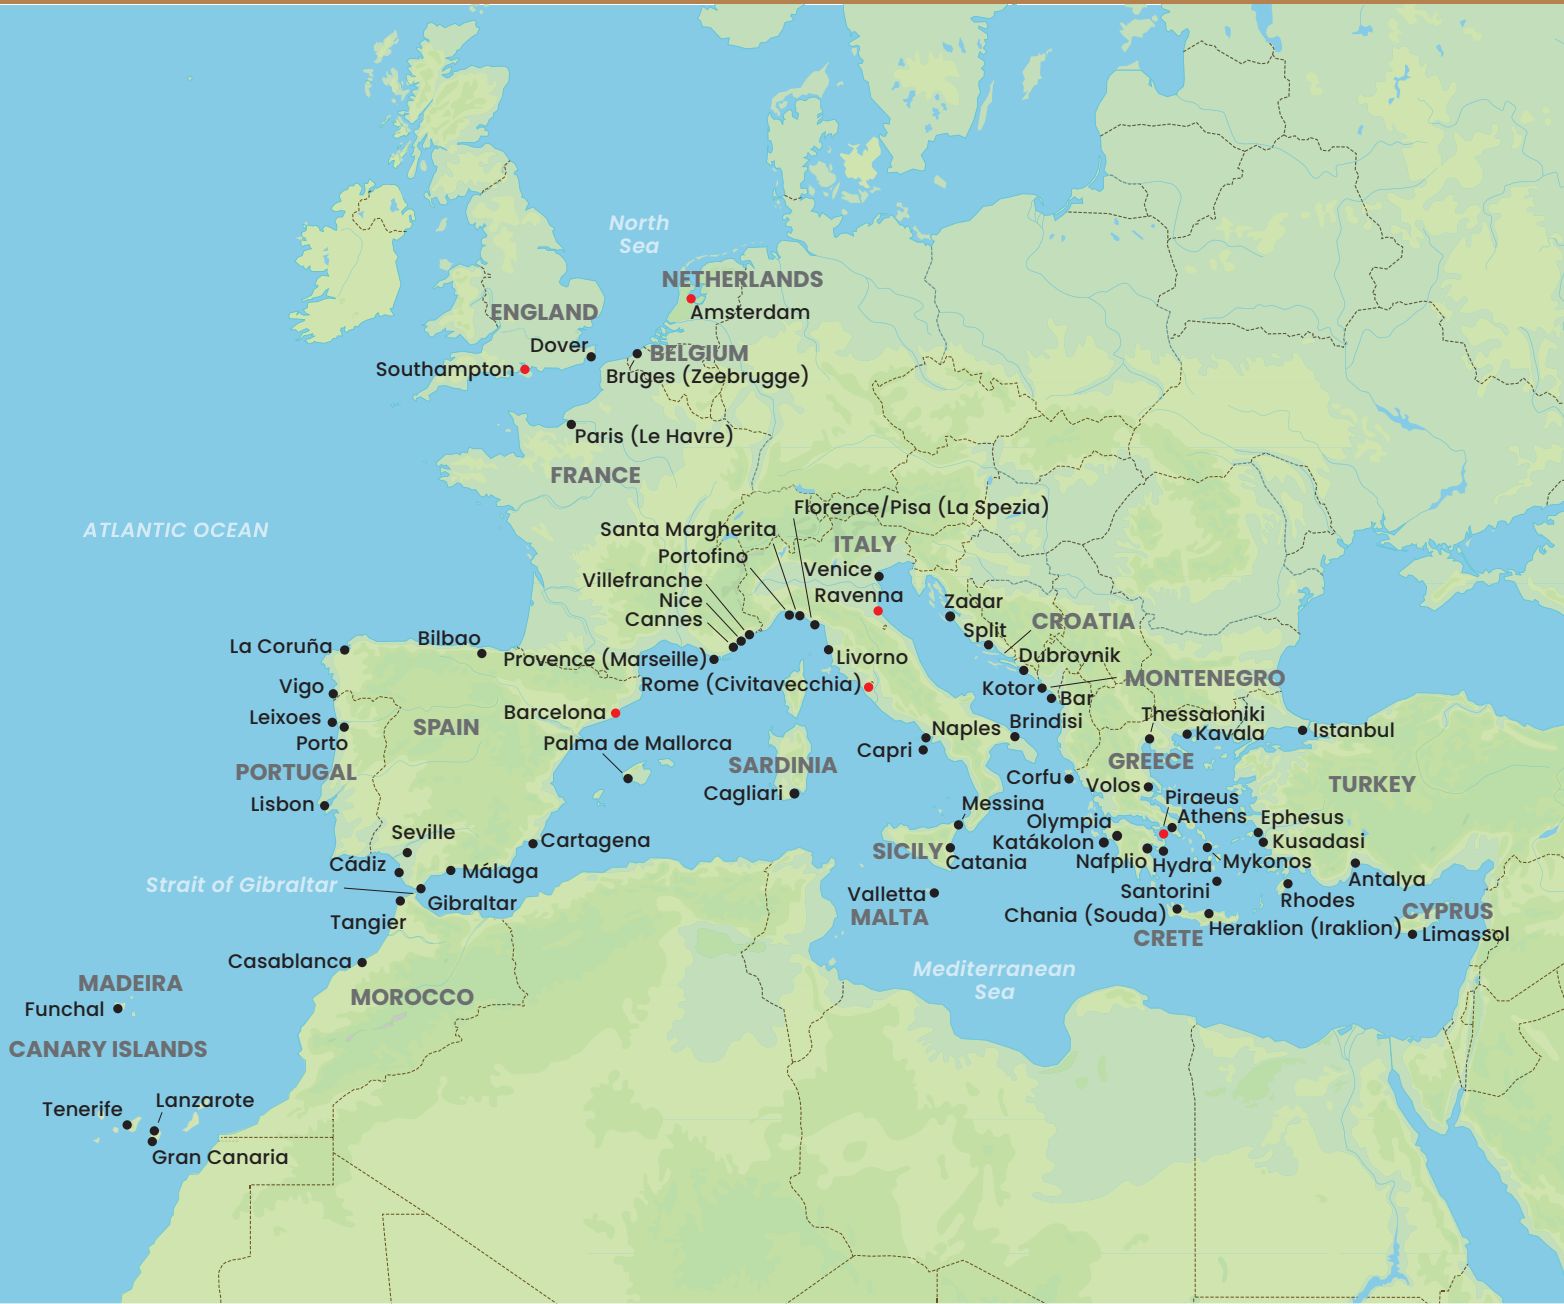 North
Sea
NETHERLANDS
Amsterdam
ENGLAND
Dover
BELGIUM
Southampton
Bruges (Zeebrugge)
Paris (Le Havre)
FRANCE
ATLANTIC OCEAN
Florence/Pisa (La Spezia)
Santa Margherita
ITALY
Portofino
Venice
Villefranche
Ravenna
Nice
Zadar
Cannes
CROATIA
Split
La Coruña
Bilbao
Provence (Marseille)
Livorno
Dubrovnik
Rome (Civitavecchia)
MONTENEGRO
Vigo
Kotor
Bar
Barcelona
Leixoes
SPAIN
Thessaloniki
Brindisi
Naples
Kavála
Istanbul
Porto
Palma de Mallorca
Capri
SARDINIA
GREECE
PORTUGAL
Corfu
Volos
TURKEY
Cagliari
Piraeus
Lisbon
Messina
Athens
Ephesus
Olympia
Seville
Cartagena
Katákolon
Kusadasi
SICILY
Catania
Nafplio
Hydra
Mykonos
Cádiz
Málaga
Antalya
Strait of Gibraltar
Valletta
Santorini
Rhodes
Gibraltar
MALTA
Chania (Souda)
CYPRUS
Tangier
Heraklion (Iraklion)
Limassol
CRETE
Casablanca
Mediterranean
Sea
MADEIRA
MOROCCO
Funchal
CANARY ISLANDS
Lanzarote
Tenerife
Gran Canaria